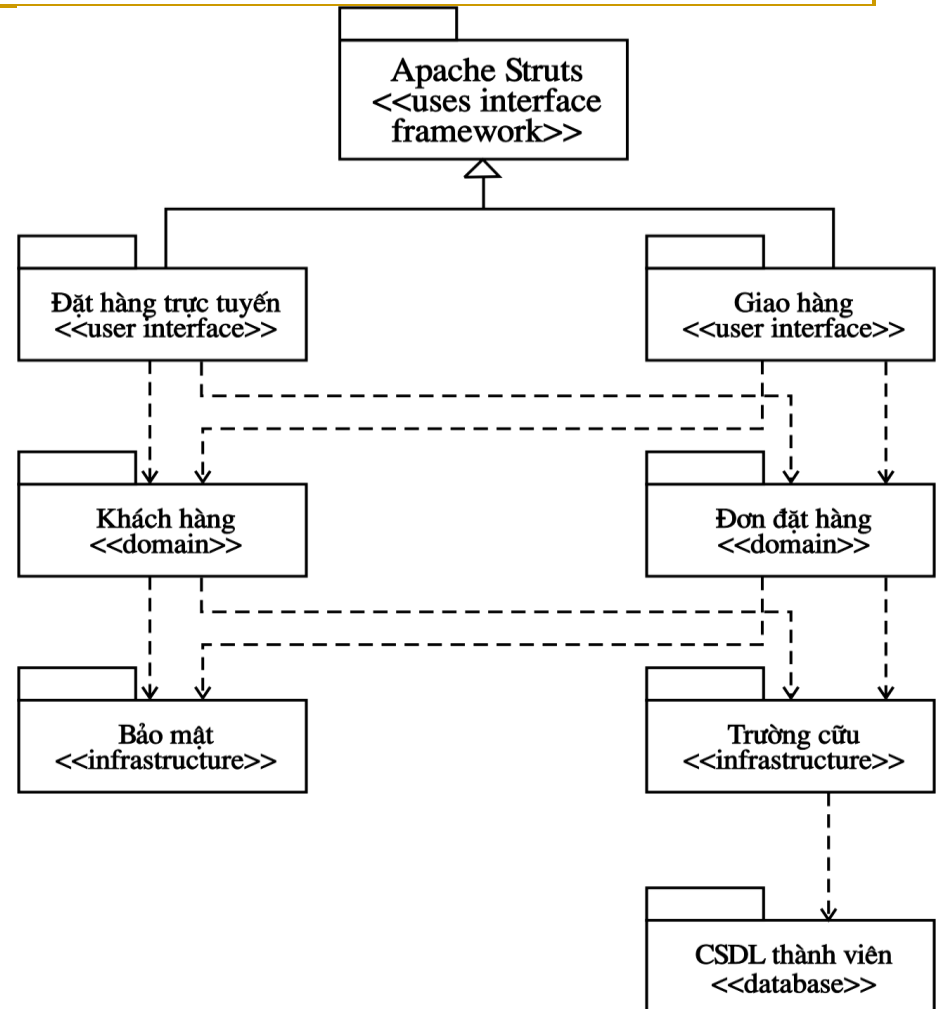 Apache Struts
<<uses interface
framework>>
Đặt hàng trực tuyến
<<user interface>>
Giao hàng
<<user interface>>
Khách hàng
<<domain>>
Đơn đặt hàng
<<domain>>
Bảo mật
<<infrastructure>>
Trường cữu
<<infrastructure>>
CSDL thành viên
<<database>>